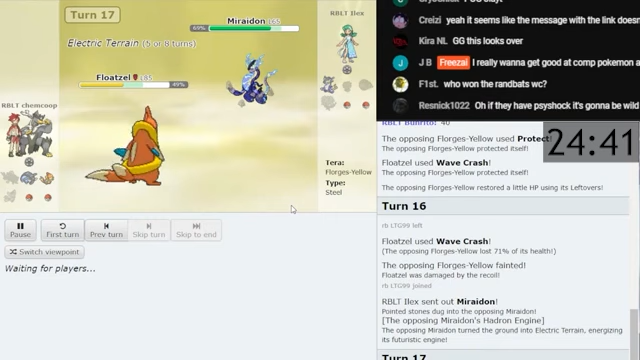 Turn 17
Miraidon L65
69%
Electric Terrain (5 or 8 turns)
Floatzel L85
49%
RBLT chemcoop
RBLT Ilex
Tera:
Florges-Yellow
Type:
Steel
Pause
First turn
Prev turn
Skip turn
Skip to end
Switch viewpoint
Waiting for players...
Creizi yeah it seems like the message with the link doesn
Kira NL GG this looks over
J B Freezai I really wanna get good at comp pokemon a
F1st. who won the randbats wc?
Resnick1022 Oh if they have psyshock it's gonna be wild
24:41
The opposing Florges-Yellow used Protect!
The opposing Florges-Yellow protected itself!
Floatzel used Wave Crash!
The opposing Florges-Yellow protected itself!
The opposing Florges-Yellow restored a little HP using its Leftovers!
Turn 16
rb LTG99 left
Floatzel used Wave Crash!
(The opposing Florges-Yellow lost 71% of its health!)
The opposing Florges-Yellow fainted!
Floatzel was damaged by the recoil!
rb LTG99 joined
RBLT Ilex sent out Miraidon!
Pointed stones dug into the opposing Miraidon!
[The opposing Miraidon's Hadron Engine]
The opposing Miraidon turned the ground into Electric Terrain, energizing
its futuristic engine!
Turn 17